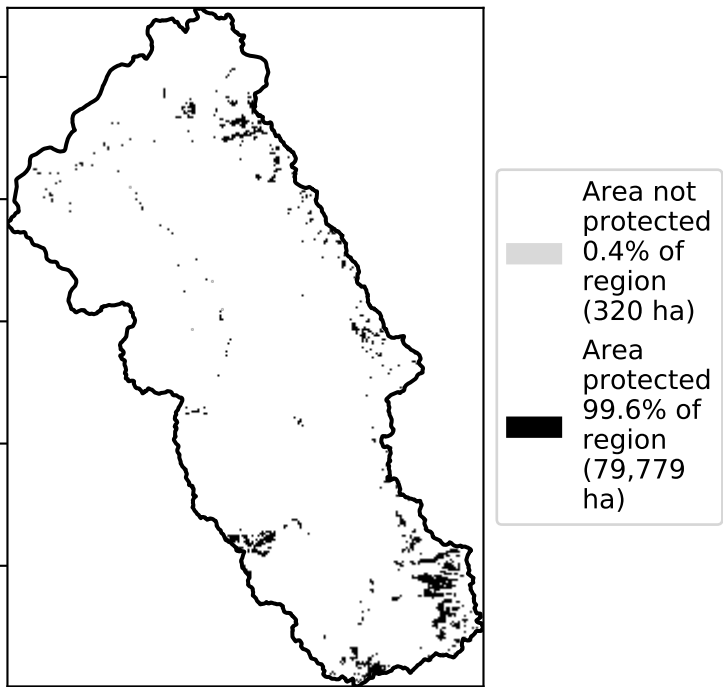 Area not
protected
0.4% of
region
(320 ha)
Area
protected
99.6% of
region
(79,779
ha)